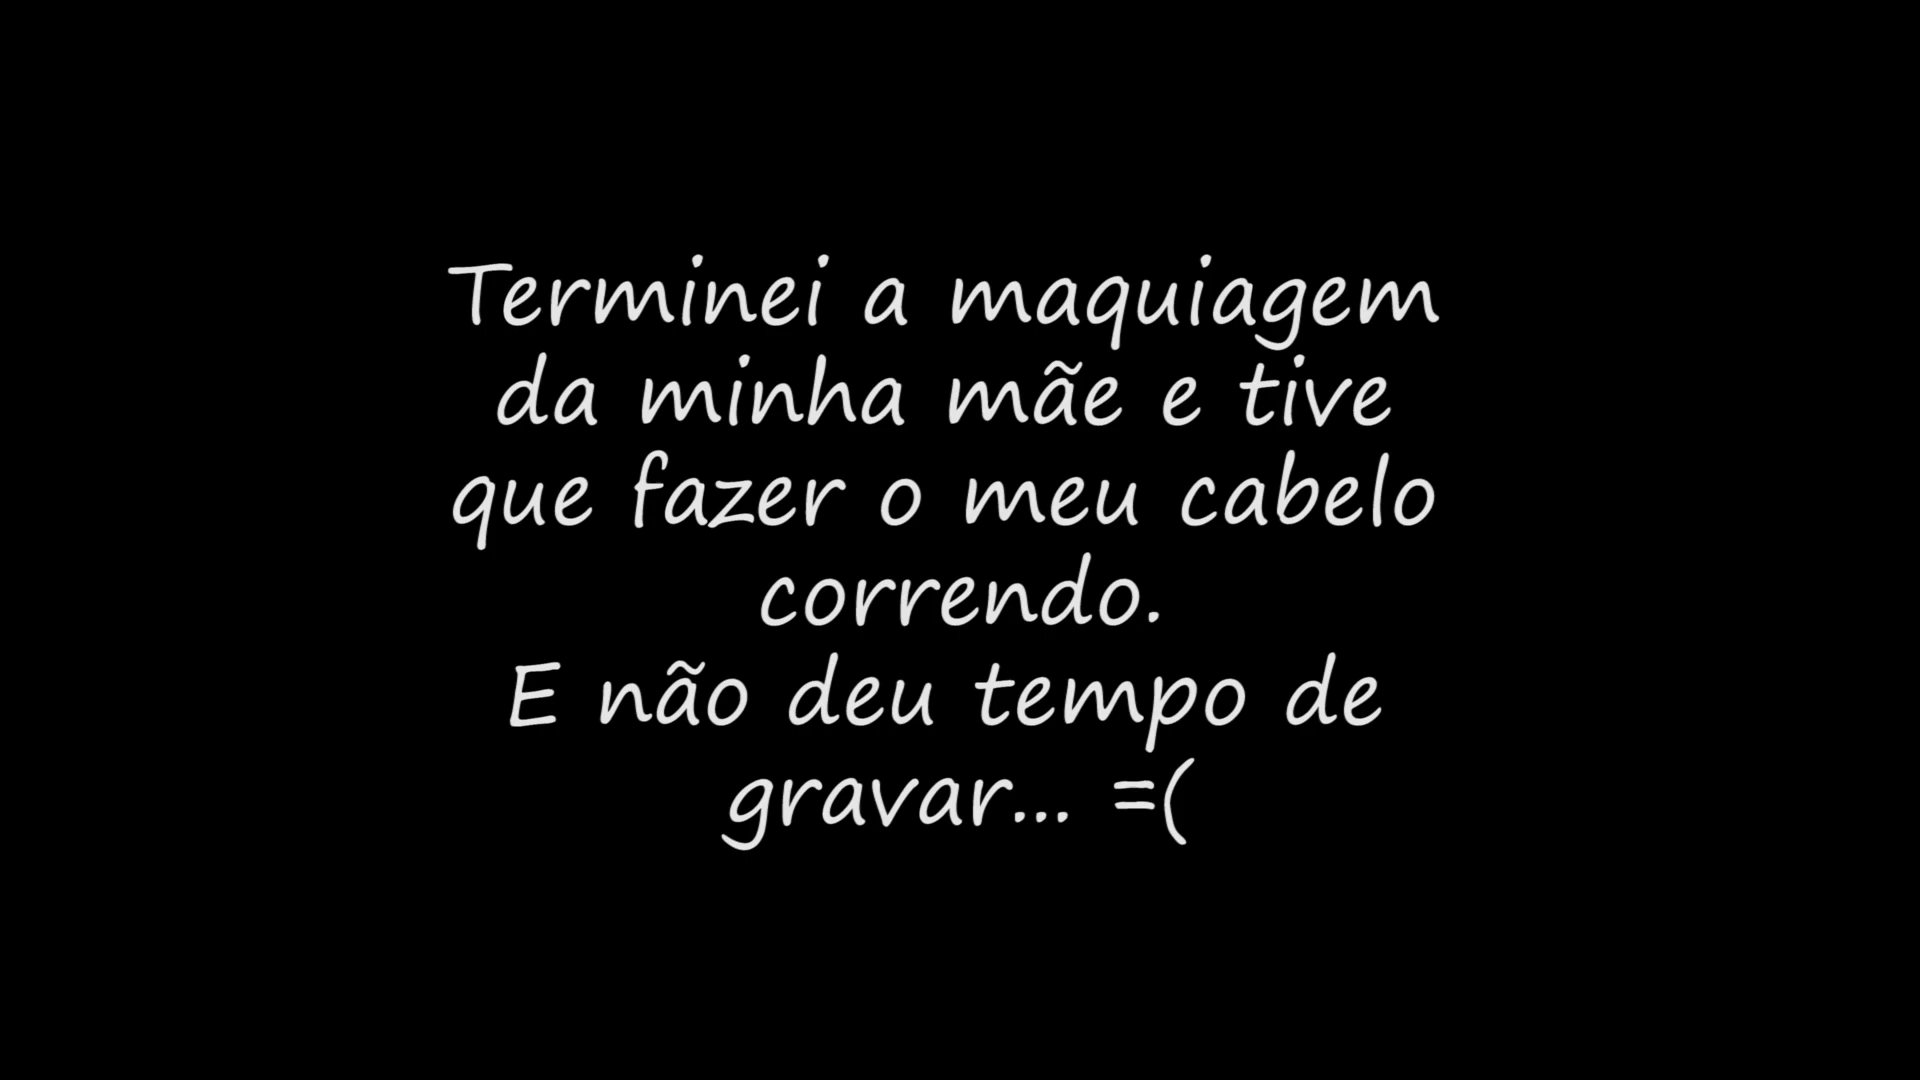 Terminei a maquiagem
da minha mãe e tive
que fazer o meu cabelo
correndo.
E não deu tempo de
gravar... =(